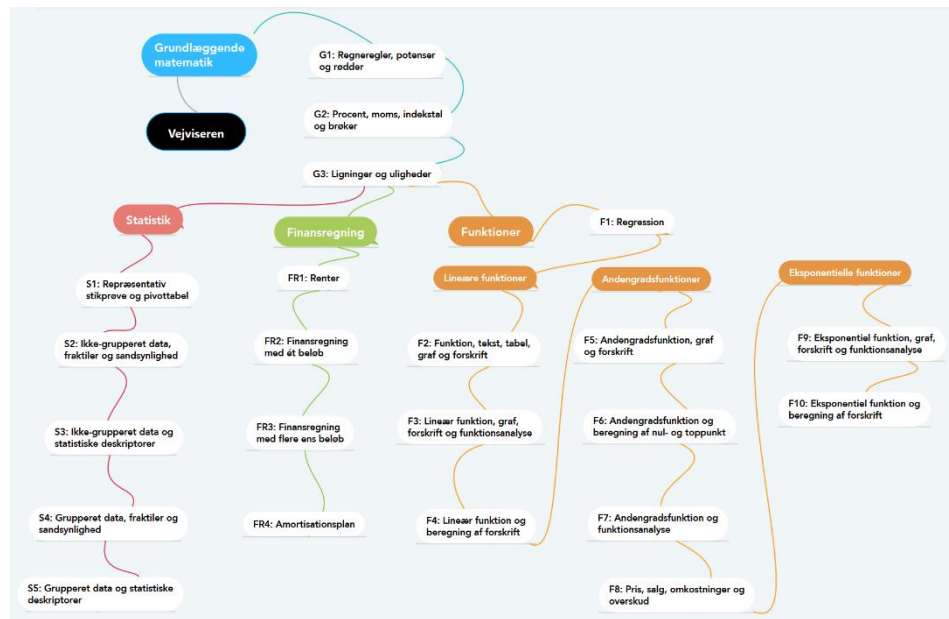 Grundlæggende
matematik
Vejviseren
G1: Regneregler, potenser
og rødder
G2: Procent, moms, indekstal
og brøker
G3: Ligninger og uligheder
Statistik
S1: Repræsentativ
stikprøve og pivottabel
S2: Ikke-grupperet data,
fraktiler og sandsynlighed
S3: Ikke-grupperet data og
statistiske deskriptorer
S4: Grupperet data, fraktiler og
sandsynlighed
S5: Grupperet data og statistiske
deskriptorer
Finansregning
FR1: Renter
FR2: Finansregning
med ét beløb
FR3: Finansregning
med flere ens beløb
FR4: Amortisationsplan
Funktioner
F1: Regression
Lineære funktioner
F2: Funktion, tekst, tabel,
graf og forskrift
F3: Lineær funktion, graf,
forskrift og funktionsanalyse
F4: Lineær funktion og
beregning af forskrift
Andengradsfunktioner
F5: Andengradsfunktion, graf
og forskrift
F6: Andengradsfunktion og
beregning af nul- og toppunkt
F7: Andengradsfunktion og
funktionsanalyse
F8: Pris, salg, omkostninger og
overskud
Eksponentielle funktioner
F9: Eksponentiel funktion, graf,
forskrift og funktionsanalyse
F10: Eksponentiel funktion og
beregning af forskrift